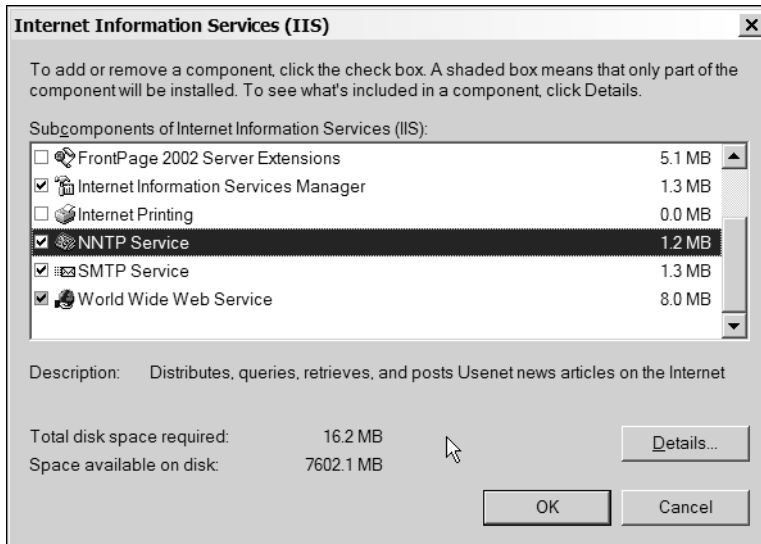 Internet Information Services (IIS)
To add or remove a component, click the check box. A shaded box means that only part of the
component will be installed. To see what's included in a component, click Details.
Subcomponents of Internet Information Services (IIS):
FrontPage 2002 Server Extensions 5.1 MB
Internet Information Services Manager 1.3 MB
Internet Printing 0.0 MB
NNTP Service 1.2 MB
SMTP Service 1.3 MB
World Wide Web Service 8.0 MB
Description: Distributes, queries, retrieves, and posts Usenet news articles on the Internet
Total disk space required: 16.2 MB
Space available on disk: 7602.1 MB
Details...
OK Cancel